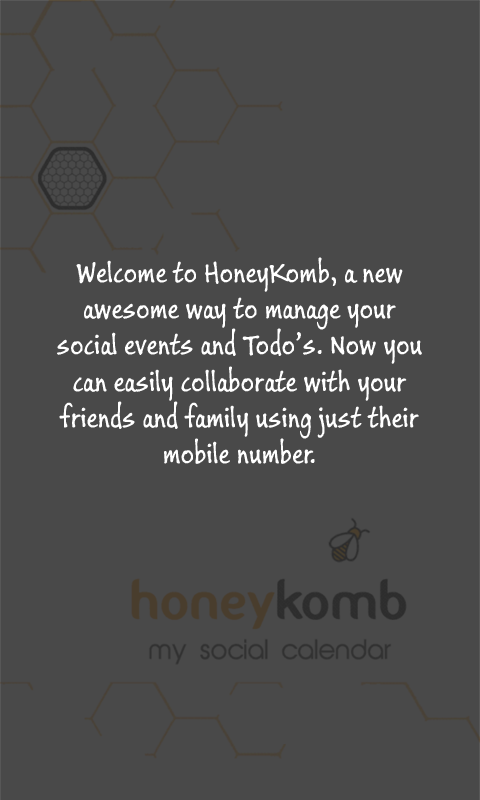 Welcome to HoneyKomb, a new
awesome way to manage your
social events and Todo's. Now you
can easily collaborate with your
friends and family using just their
mobile number.
honeykomb
my social calendar